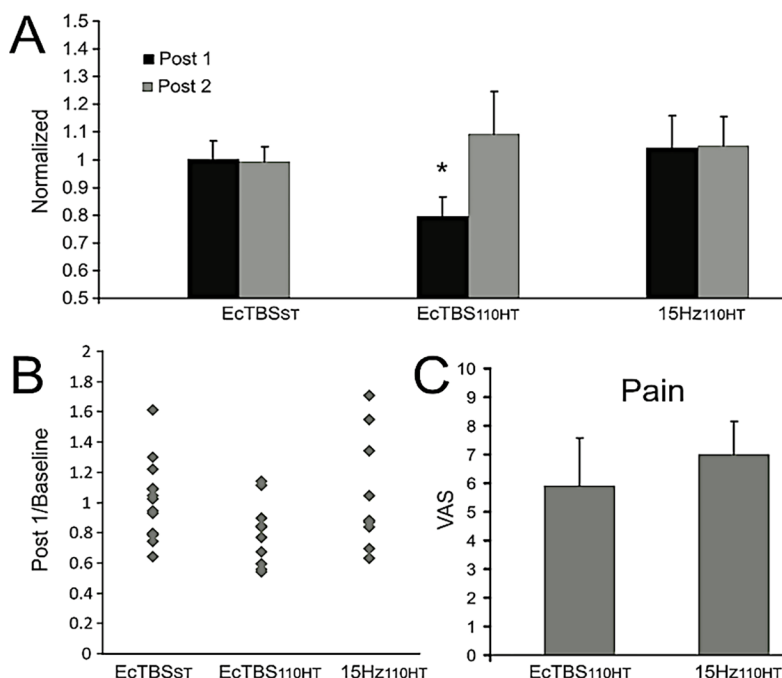 A
1.5
1.4
1.3
1.2
1.1
1
0.9
0.8
0.7
0.6
0.5
Normalized
Post 1
Post 2
*
EcTBSST EcTBS110HT 15Hz110HT
B
2
1.8
1.6
1.4
1.2
1
0.8
0.6
0.4
0.2
0
Post 1/Baseline
EcTBSST EcTBS110HT 15Hz110HT
C
Pain
10
9
8
7
6
5
4
3
2
1
0
VAS
EcTBS110HT 15Hz110HT